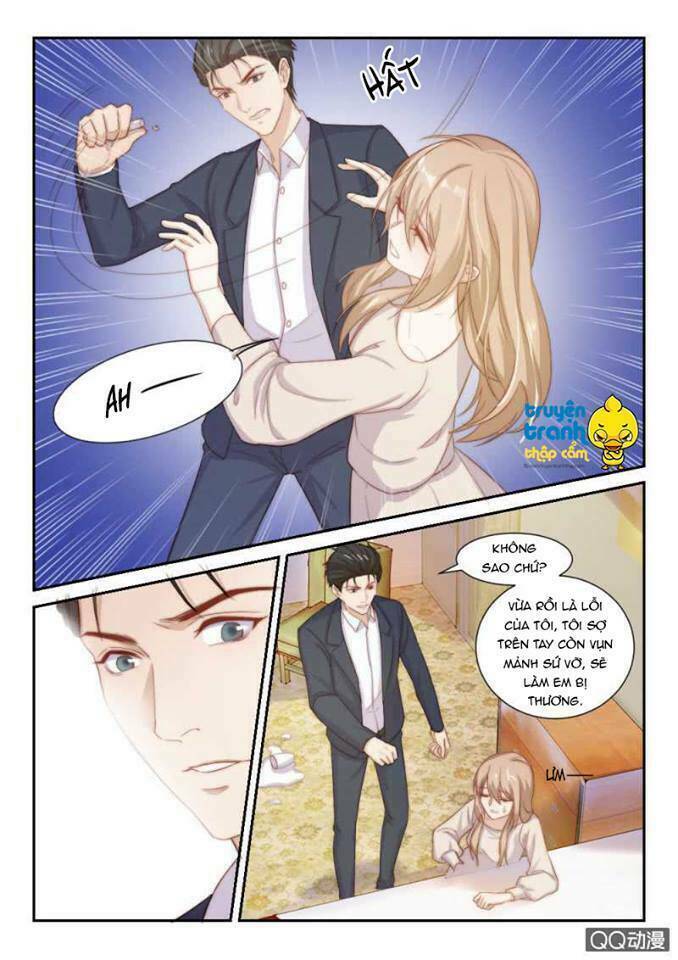 HẤT
AH —
truyện
tranh
thập cẩm
KHÔNG
SAO CHỨ?
VỪA RỒI LÀ LỖI
CỦA TÔI, TÔI SỢ
TRÊN TAY CÒN VỤN
MẢNH SỨ VỠ, SẼ
LÀM EM BỊ
THƯƠNG.
ƯM—
QQ动漫